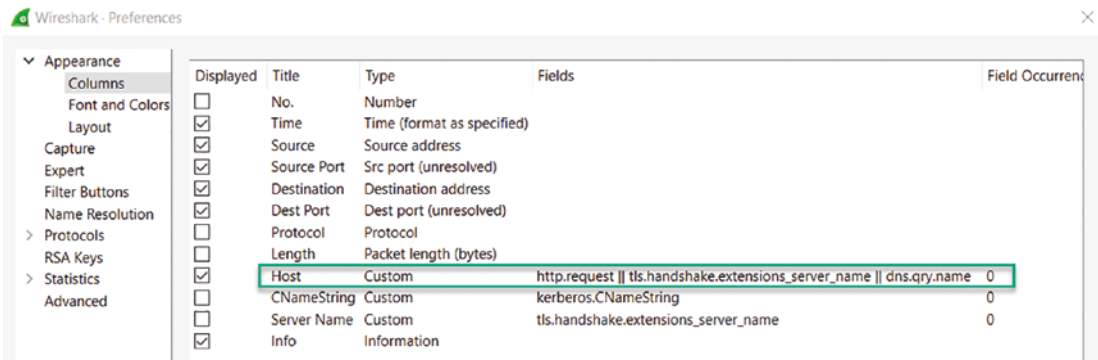 Wireshark · Preferences
Appearance
Columns
Font and Colors
Layout
Capture
Expert
Filter Buttons
Name Resolution
Protocols
RSA Keys
Statistics
Advanced
Displayed Title Type Fields Field Occurrenc
No. Number
Time Time (format as specified)
Source Source address
Source Port Src port (unresolved)
Destination Destination address
Dest Port Dest port (unresolved)
Protocol Protocol
Length Packet length (bytes)
Host Custom http.request || tls.handshake.extensions_server_name || dns.qry.name 0
CNameString Custom kerberos.CNameString 0
Server Name Custom tls.handshake.extensions_server_name 0
Info Information